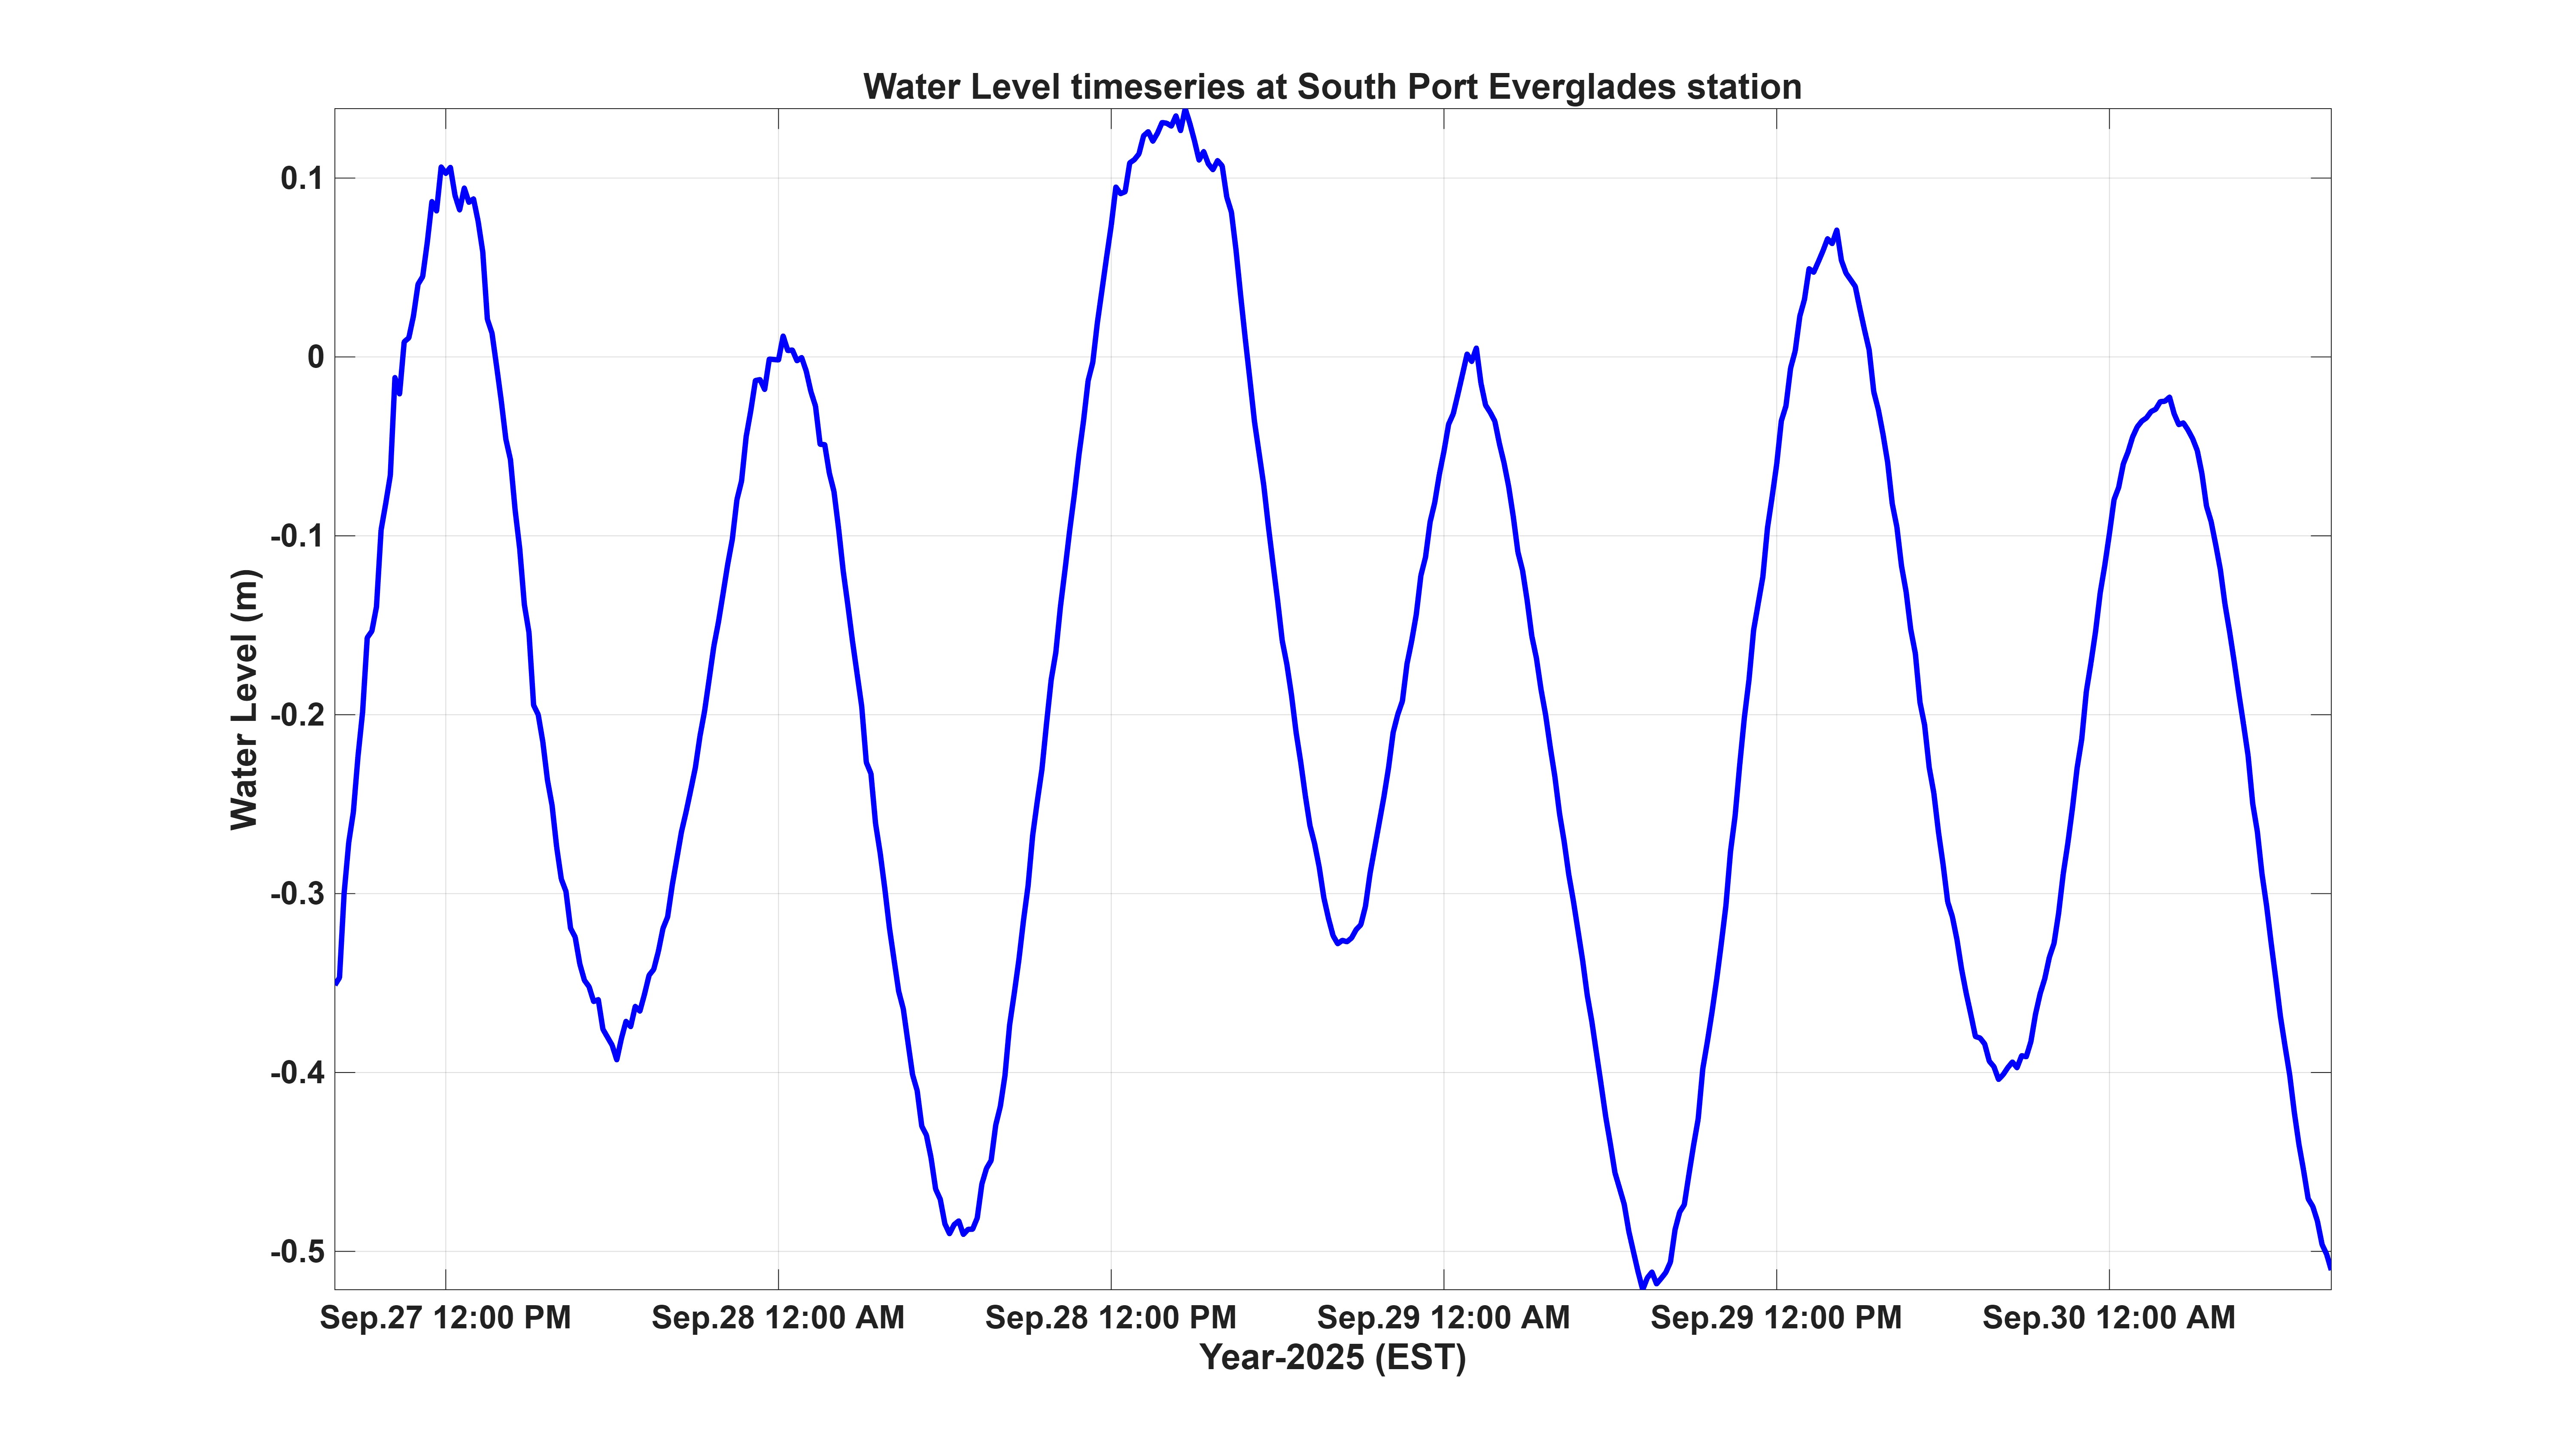 Water Level timeseries at South Port Everglades station
0.1
0
-0.1
-0.2
-0.3
-0.4
-0.5
Water Level (m)
Sep.27 12:00 PM
Sep.28 12:00 AM
Sep.28 12:00 PM
Sep.29 12:00 AM
Sep.29 12:00 PM
Sep.30 12:00 AM
Year-2025 (EST)